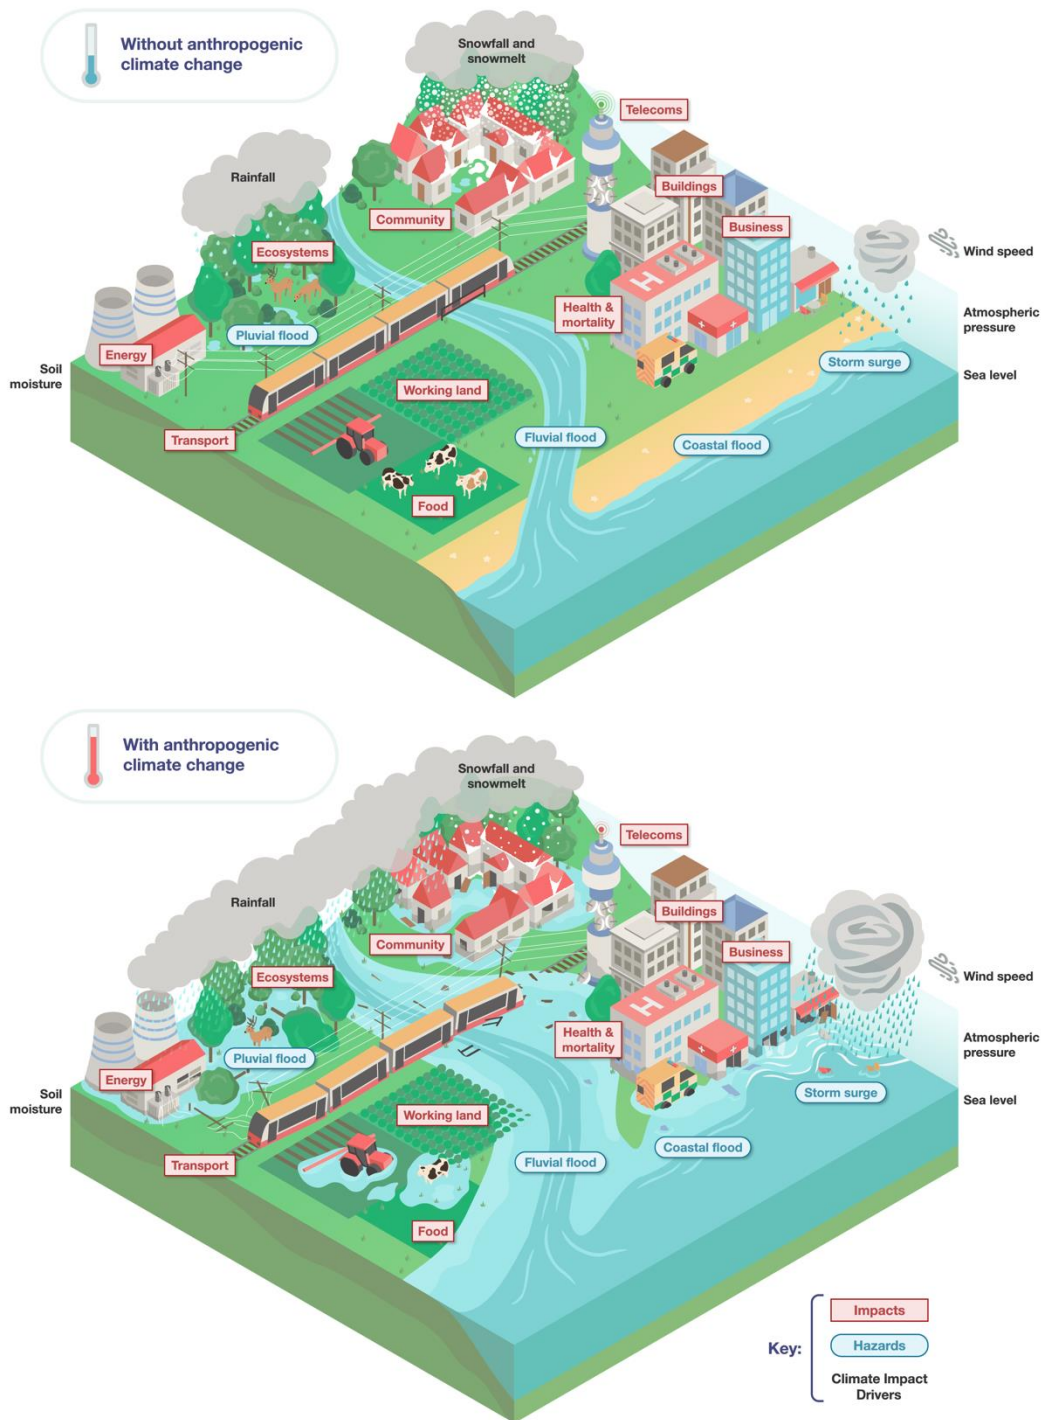 Without anthropogenic
climate change
Snowfall and
snowmelt
Telecoms
Rainfall
Buildings
Community
Business
Ecosystems
Wind speed
Health &
mortality
Atmospheric
pressure
Pluvial flood
Energy
Storm surge
Soil
moisture
Sea level
Working land
Transport
Fluvial flood
Coastal flood
Food
With anthropogenic
climate change
Snowfall and
snowmelt
Telecoms
Rainfall
Buildings
Community
Business
Ecosystems
Wind speed
Health &
mortality
Atmospheric
pressure
Pluvial flood
Energy
Storm surge
Soil
moisture
Sea level
Working land
Coastal flood
Transport
Fluvial flood
Food
Key:
Impacts
Hazards
Climate Impact
Drivers
H
H